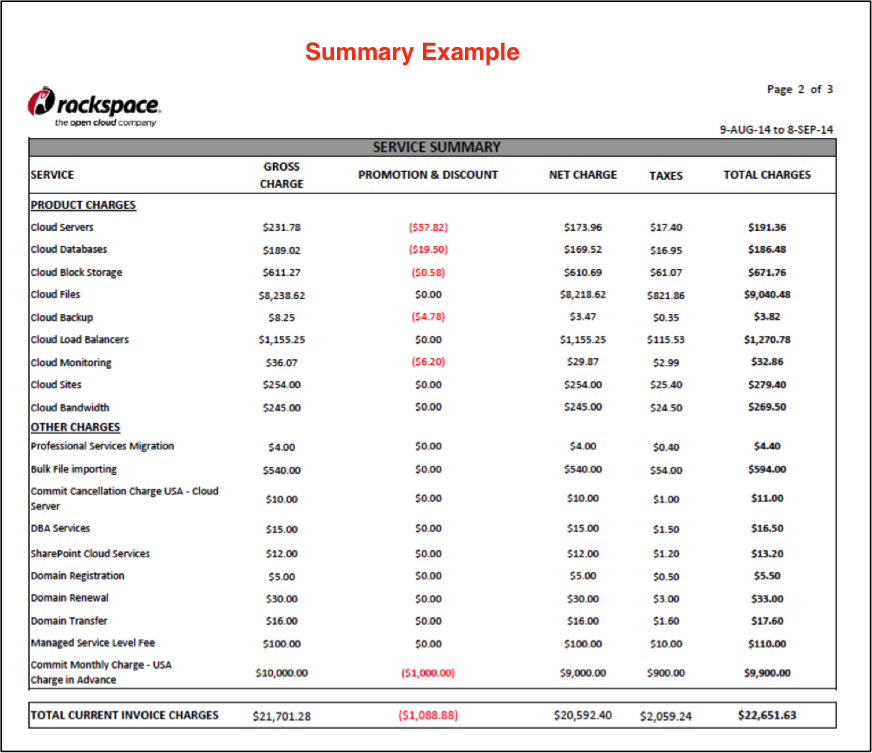 Summary Example
Page 2 of 3
rackspace.
the open cloud company
9-AUG-14 to 8-SEP-14
SERVICE SUMMARY
SERVICE GROSS CHARGE PROMOTION & DISCOUNT NET CHARGE TAXES TOTAL CHARGES
PRODUCT CHARGES
Cloud Servers $231.78 ($57.82) $173.96 $17.40 $191.36
Cloud Databases $189.02 ($19.50) $169.52 $16.95 $186.48
Cloud Block Storage $611.27 ($0.58) $610.69 $61.07 $671.76
Cloud Files $8,238.62 $0.00 $8,218.62 $821.86 $9,040.48
Cloud Backup $8.25 ($4.78) $3.47 $0.35 $3.82
Cloud Load Balancers $1,155.25 $0.00 $1,155.25 $115.53 $1,270.78
Cloud Monitoring $36.07 ($6.20) $29.87 $2.99 $32.86
Cloud Sites $254.00 $0.00 $254.00 $25.40 $279.40
Cloud Bandwidth $245.00 $0.00 $245.00 $24.50 $269.50
OTHER CHARGES
Professional Services Migration $4.00 $0.00 $4.00 $0.40 $4.40
Bulk File importing $540.00 $0.00 $540.00 $54.00 $594.00
Commit Cancellation Charge USA - Cloud
Server $10.00 $0.00 $10.00 $1.00 $11.00
DBA Services $15.00 $0.00 $15.00 $1.50 $16.50
SharePoint Cloud Services $12.00 $0.00 $12.00 $1.20 $13.20
Domain Registration $5.00 $0.00 $5.00 $0.50 $5.50
Domain Renewal $30.00 $0.00 $30.00 $3.00 $33.00
Domain Transfer $16.00 $0.00 $16.00 $1.60 $17.60
Managed Service Level Fee $100.00 $0.00 $100.00 $10.00 $110.00
Commit Monthly Charge - USA
Charge in Advance $10,000.00 ($1,000.00) $9,000.00 $900.00 $9,900.00
TOTAL CURRENT INVOICE CHARGES $21,701.28 ($1,088.88) $20,592.40 $2,059.24 $22,651.63